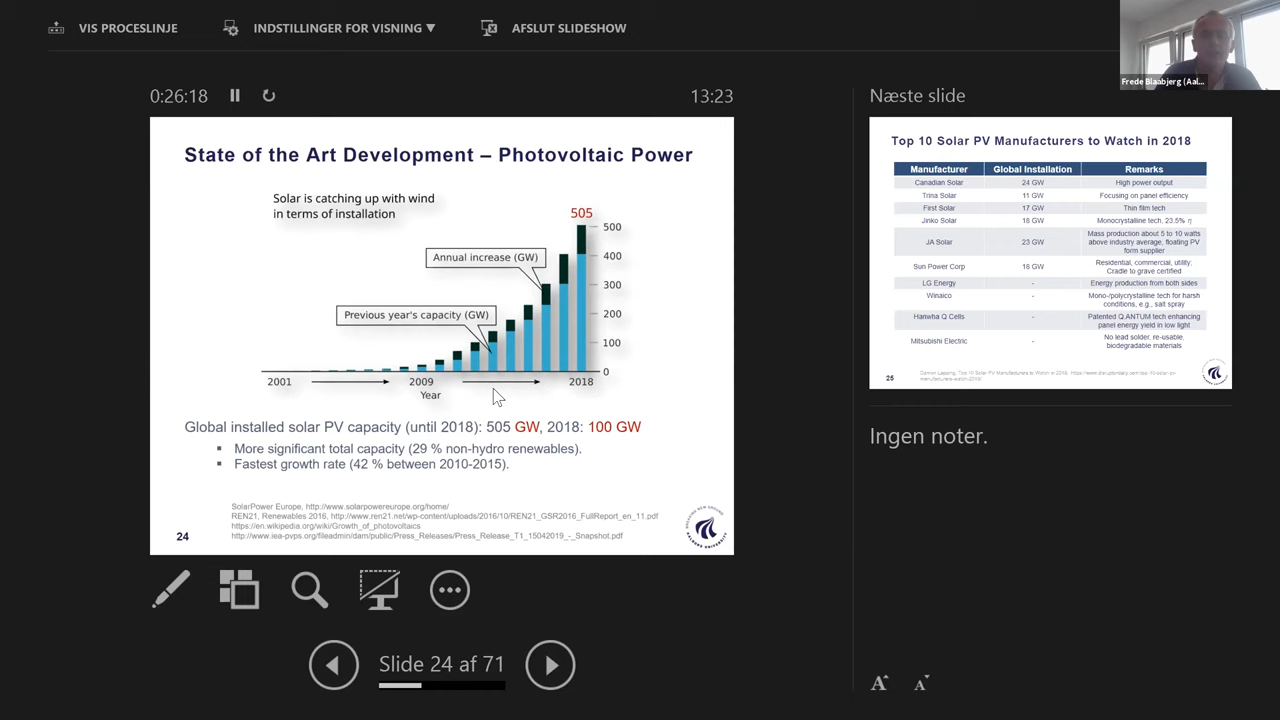 VIS PROCESLINJE
INDSTILLINGER FOR VISNING ▼
AFSLUT SLIDESHOW
Frede Blaabjerg (Aal...
0:26:18
13:23
State of the Art Development – Photovoltaic Power
Solar is catching up with wind
in terms of installation
505
500
Annual increase (GW)
400
300
Previous year's capacity (GW)
200
100
0
2001
2009
2018
Year
Global installed solar PV capacity (until 2018): 505 GW, 2018: 100 GW
▪ More significant total capacity (29 % non-hydro renewables).
▪ Fastest growth rate (42 % between 2010-2015).
SolarPower Europe, http://www.solarpowereurope.org/home/
REN21, Renewables 2016, http://www.ren21.net/wp-content/uploads/2016/10/REN21_GSR2016_FullReport_en_11.pdf
https://en.wikipedia.org/wiki/Growth_of_photovoltaics
http://www.iea-pvps.org/fileadmin/dam/public/Press_Releases/Press_Release_T1_15042019_-_Snapshot.pdf
24
Slide 24 af 71
Næste slide
Top 10 Solar PV Manufacturers to Watch in 2018
Manufacturer Global Installation Remarks
Canadian Solar 24 GW High power output
Trina Solar 11 GW Focusing on panel efficiency
First Solar 17 GW Thin film tech
Jinko Solar 18 GW Monocrystalline tech, 23.5% η
JA Solar 23 GW Mass production about 5 to 10 watts
above industry average, floating PV
form supplier
Sun Power Corp 16 GW Residential, commercial, utility;
Cradle to grave certified
LG Energy - Energy production from both sides
Winaico - Mono-/polycrystalline tech for harsh
conditions, e.g., salt spray
Hanwha Q Cells - Patented Q.ANTUM tech enhancing
panel energy yield in low light
Mitsubishi Electric - No lead solder, re-usable,
biodegradable materials
25
Top 10 Solar PV Manufacturers to Watch in 2018,
Ingen noter.
A A